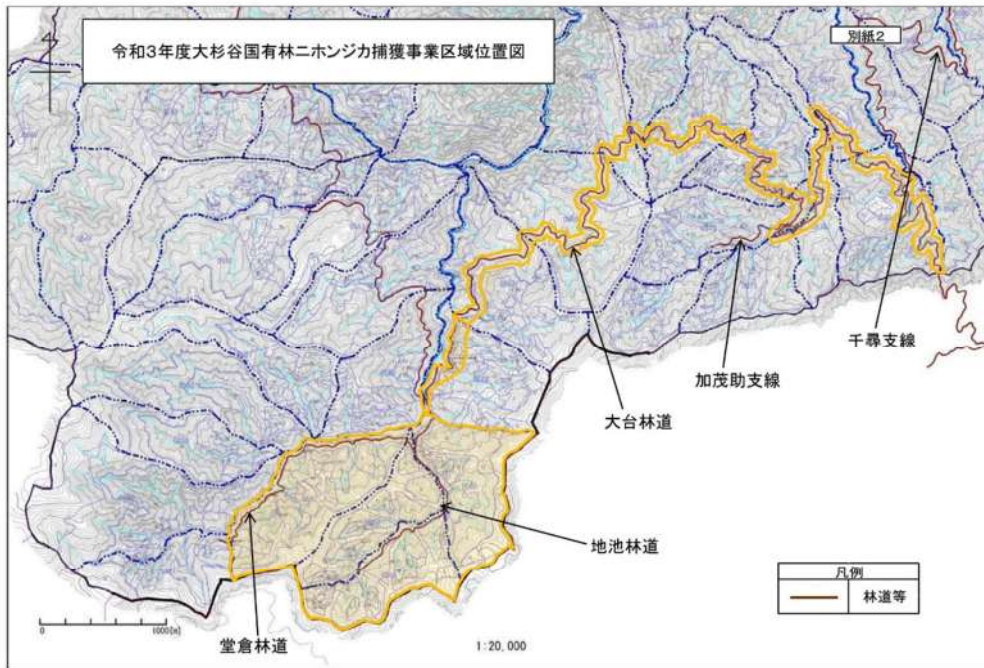 令和3年度大杉谷国有林ニホンジカ捕獲事業区域位置図
別紙2
千尋支線
加茂助支線
大台林道
地池林道
堂倉林道
凡例
林道等
0
1000[m]
1:20,000